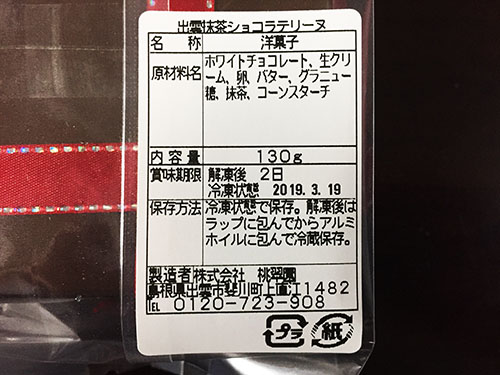 出雲抹茶ショコラテリーヌ
名 称 洋菓子
原材料名 ホワイトチョコレート、生クリ
ーム、卵、バター、グラニュー
糖、抹茶、コーンスターチ
内容量 130g
賞味期限 解凍後 2日
冷凍状態 2019.3.19
保存方法 冷凍状態で保存。解凍後は
ラップに包んでからアルミ
ホイルに包んで冷蔵保存。
製造者 株式会社 桃翠園
島根県出雲市斐川町上直江1482
TEL 0120-723-908
プラ 紙